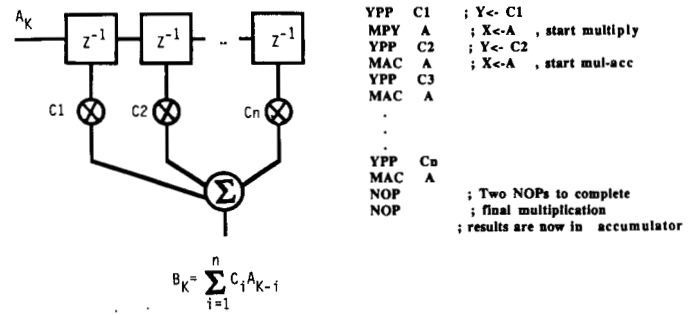 A_K
Z^-1 Z^-1 .. Z^-1
C1 C2 Cn
Σ
B_K = Σ_{i=1}^{n} C_i A_{K-i}
YPP C1 ; Y<- C1
MPY A ; X<-A , start multiply
YPP C2 ; Y<- C2
MAC A ; X<-A , start mul-acc
YPP C3
MAC A
.
.
.
YPP Cn
MAC A
NOP ; Two NOPs to complete
NOP ; final multiplication
; results are now in accumulator